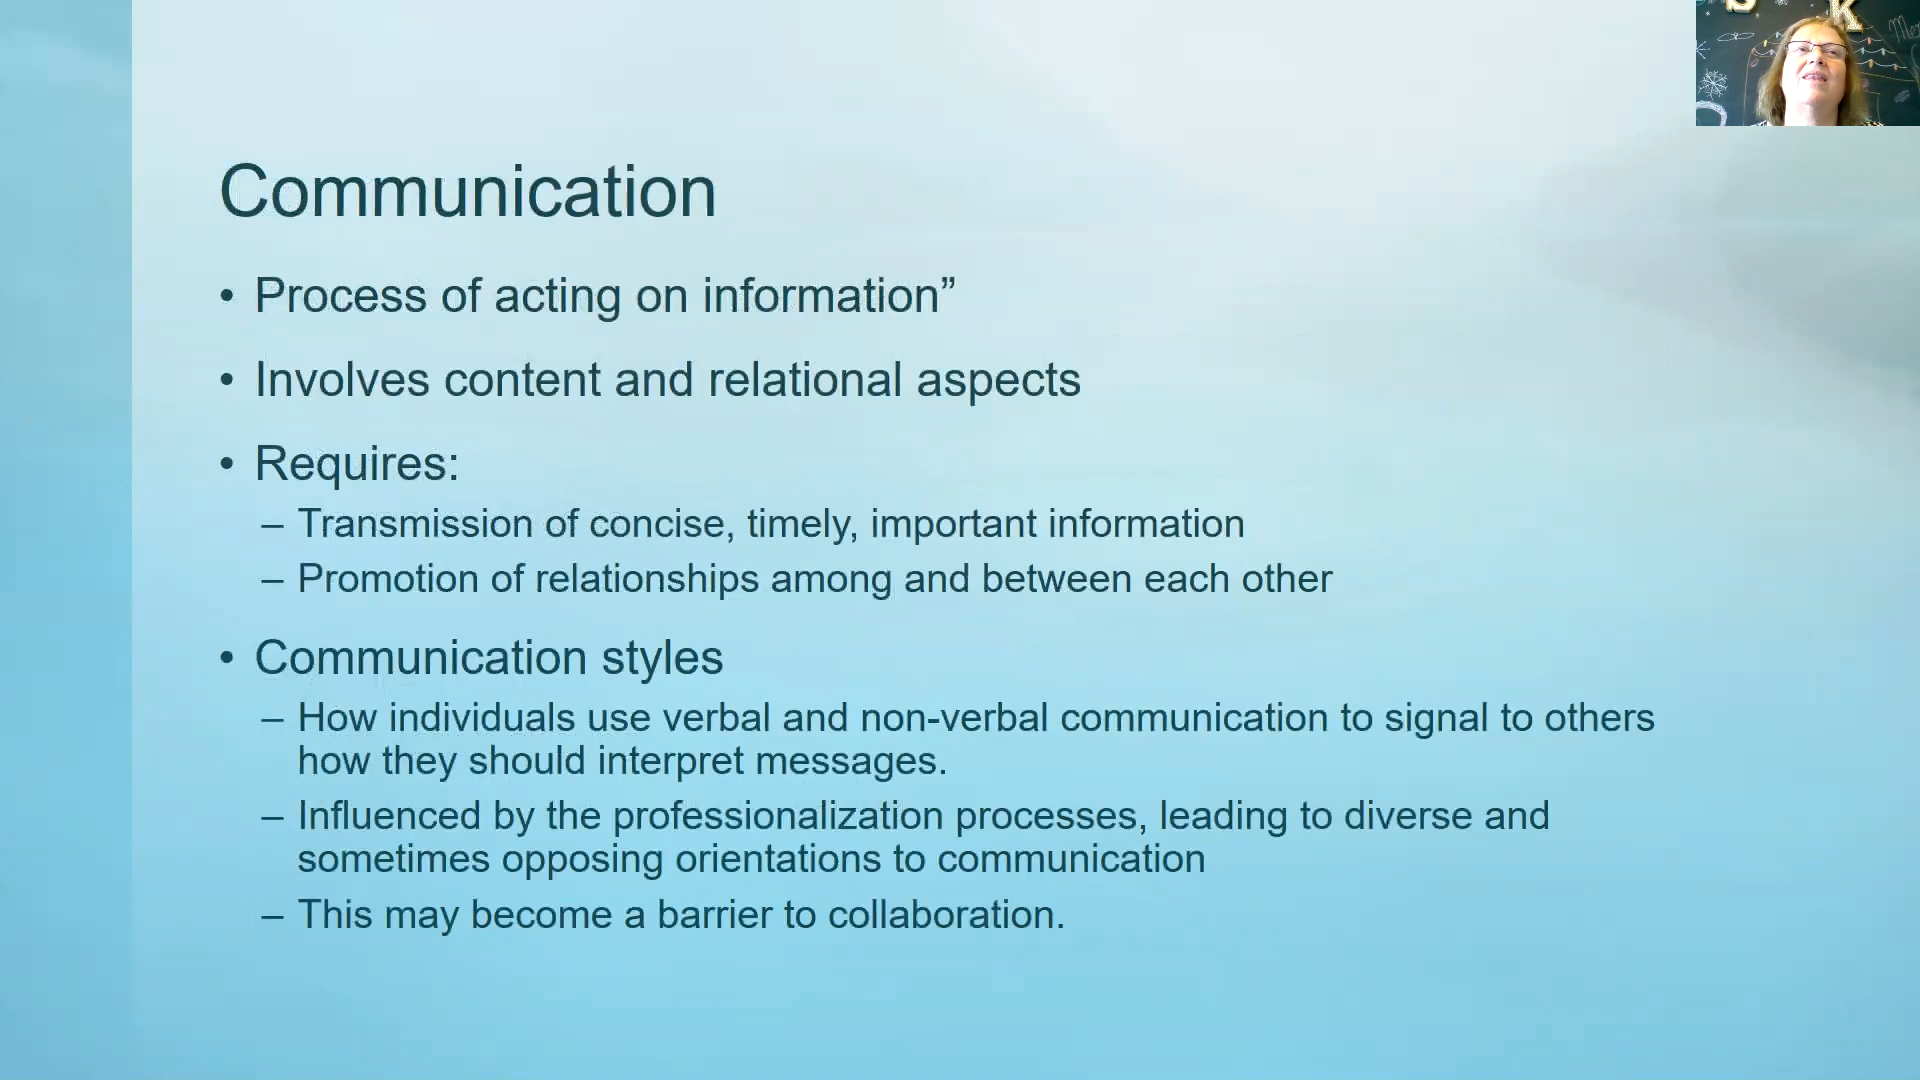 S K
Communication
• Process of acting on information”
• Involves content and relational aspects
• Requires:
– Transmission of concise, timely, important information
– Promotion of relationships among and between each other
• Communication styles
– How individuals use verbal and non-verbal communication to signal to others
how they should interpret messages.
– Influenced by the professionalization processes, leading to diverse and
sometimes opposing orientations to communication
– This may become a barrier to collaboration.